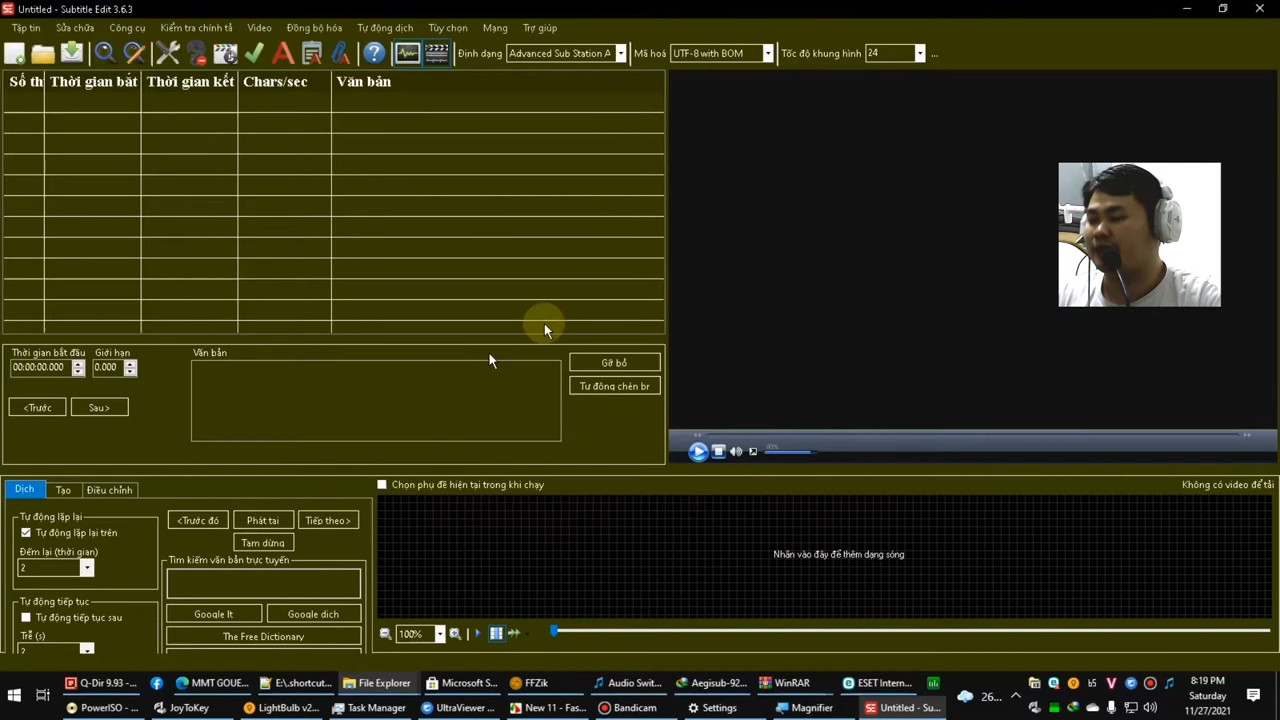 Untitled - Subtitle Edit 3.6.3
Tập tin Sửa chữa Công cụ Kiểm tra chính tả Video Đồng bộ hóa Tự động dịch Tùy chọn Mạng Trợ giúp
Định dạng Advanced Sub Station A Mã hoá UTF-8 with BOM Tốc độ khung hình 24 ...
Số th Thời gian bắt Thời gian kết Chars/sec Văn bản
Thời gian bắt đầu Giới hạn Văn bản
00:00:00.000 0.000 Gỡ bỏ
Tự động chèn br
<Trước Sau>
80%
Dịch Tạo Điều chỉnh
Chọn phụ đề hiện tại trong khi chạy Không có video để tải
Tự động lặp lại
Tự động lặp lại trên
Đếm lại (thời gian)
2
Tự động tiếp tục
Tự động tiếp tục sau
Trễ (s)
2
<Trước đó Phát tai Tiếp theo>
Tam dừng
Tìm kiếm văn bản trực tuyến
Google It Google dich
The Free Dictionary
Nhấn vào đây để thêm dạng sóng
100%
Q-Dir 9.93 - ... MMT GOUE... E:\.shortcut... File Explorer Microsoft S... FFZik Audio Swit... Aegisub-92... WinRAR ESET Intern...
PowerISO JoyToKey LightBulb v2... Task Manager UltraViewer New 11 - Fas... Bandicam Settings Magnifier Untitled - Su...
26...
8:19 PM
Saturday
11/27/2021